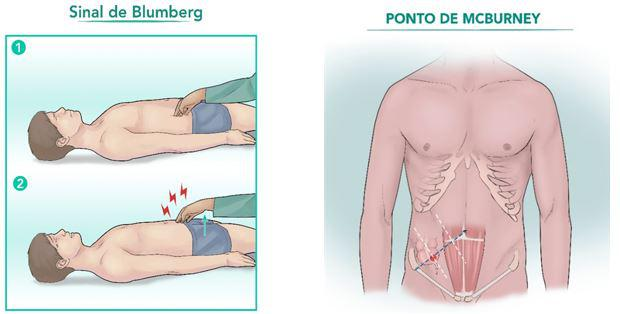 Sinal de Blumberg
1
2
PONTO DE MCBURNEY